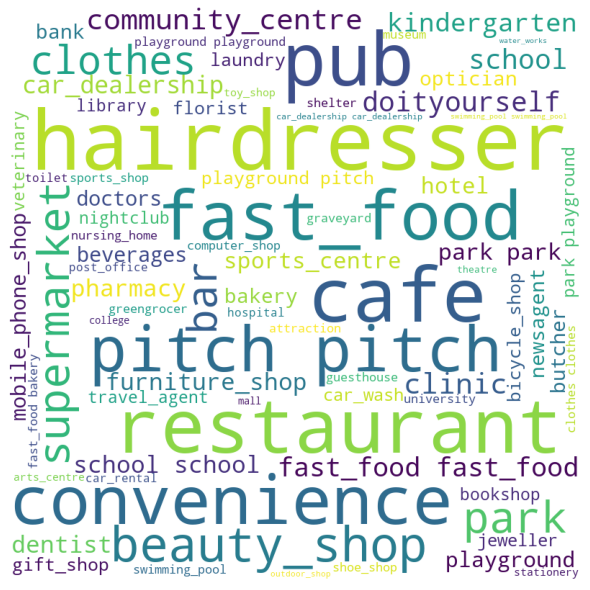 community_centre
kindergarten
bank
playground playground
museum
water_works
clothes
pub
laundry
school
car_dealership
toy_shop
optician
library
florist
shelter
doityourself
car_dealership car_dealership
swimming_pool swimming_pool
hairdresser
veterinary
toilet
sports_shop
playground pitch
hotel
park playground
doctors
fast_food
nightclub
graveyard
nursing_home
computer_shop
beverages
park park
post_office
sports_centre
theatre
mobile_phone_shop
supermarket
pharmacy
bar
bakery
cafe
bicycle_shop
newsagent
butcher
greengrocer
hospital
college
attraction
pitch pitch
clothes clothes
fast_food bakery
furniture_shop
guesthouse
clinic
travel_agent
mall
car_wash
university
restaurant
school school
fast_food fast_food
arts_centre
car_rental
convenience
bookshop
park
dentist
beauty_shop
jeweller
gift_shop
swimming_pool
shoe_shop
playground
outdoor_shop
stationery